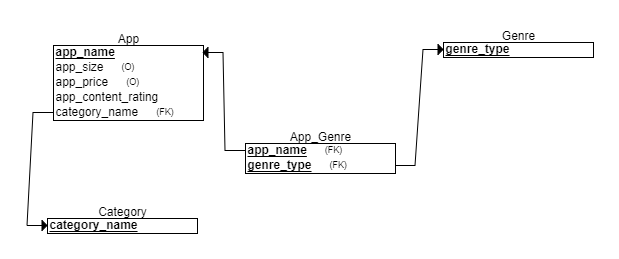 App
app_name
app_size (O)
app_price (O)
app_content_rating
category_name (FK)
Genre
genre_type
App_Genre
app_name (FK)
genre_type (FK)
Category
category_name